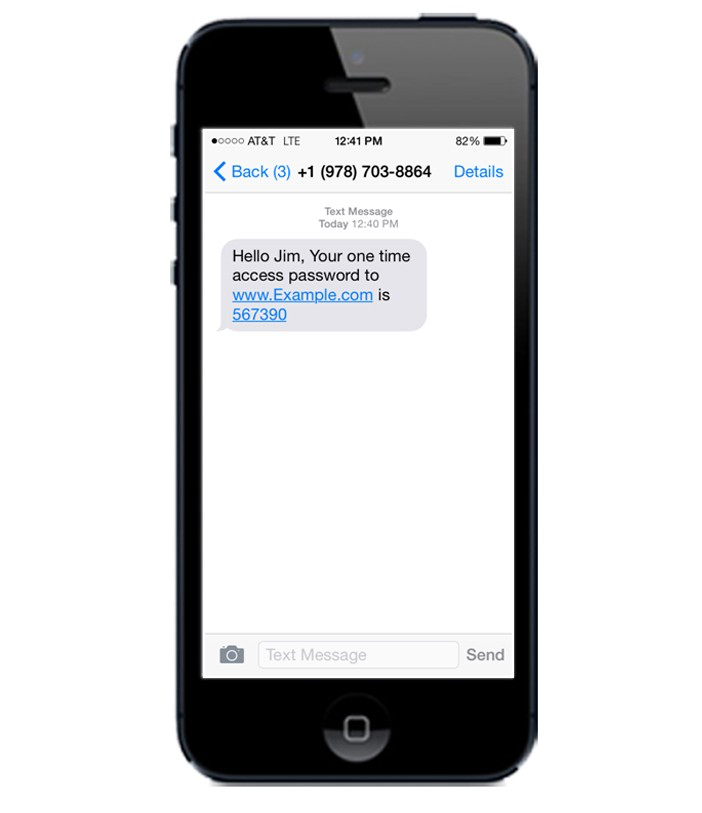 AT&T LTE 12:41 PM 82%
Back (3) +1 (978) 703-8864 Details
Text Message
Today 12:40 PM
Hello Jim, Your one time
access password to
www.Example.com is
567390
Text Message Send